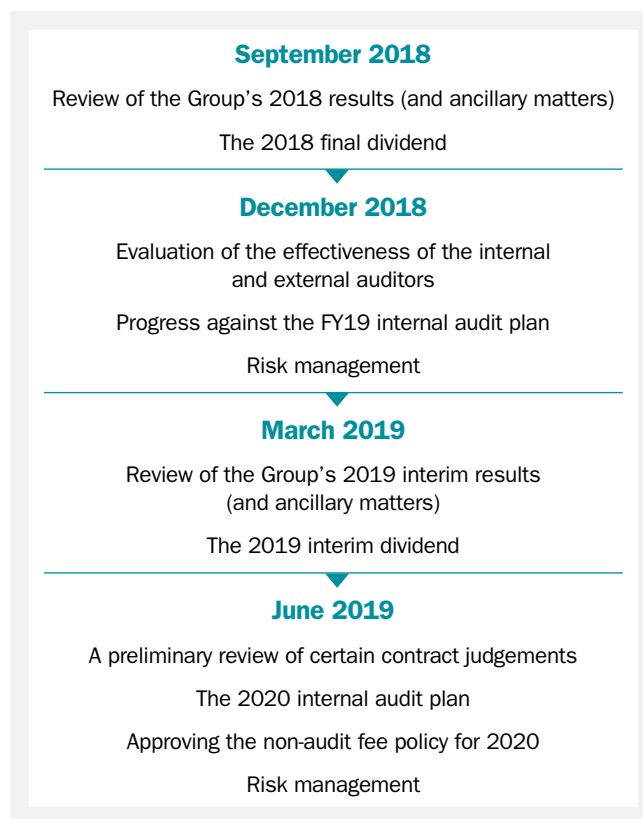 September 2018
Review of the Group's 2018 results (and ancillary matters)
The 2018 final dividend
December 2018
Evaluation of the effectiveness of the internal
and external auditors
Progress against the FY19 internal audit plan
Risk management
March 2019
Review of the Group's 2019 interim results
(and ancillary matters)
The 2019 interim dividend
June 2019
A preliminary review of certain contract judgements
The 2020 internal audit plan
Approving the non-audit fee policy for 2020
Risk management